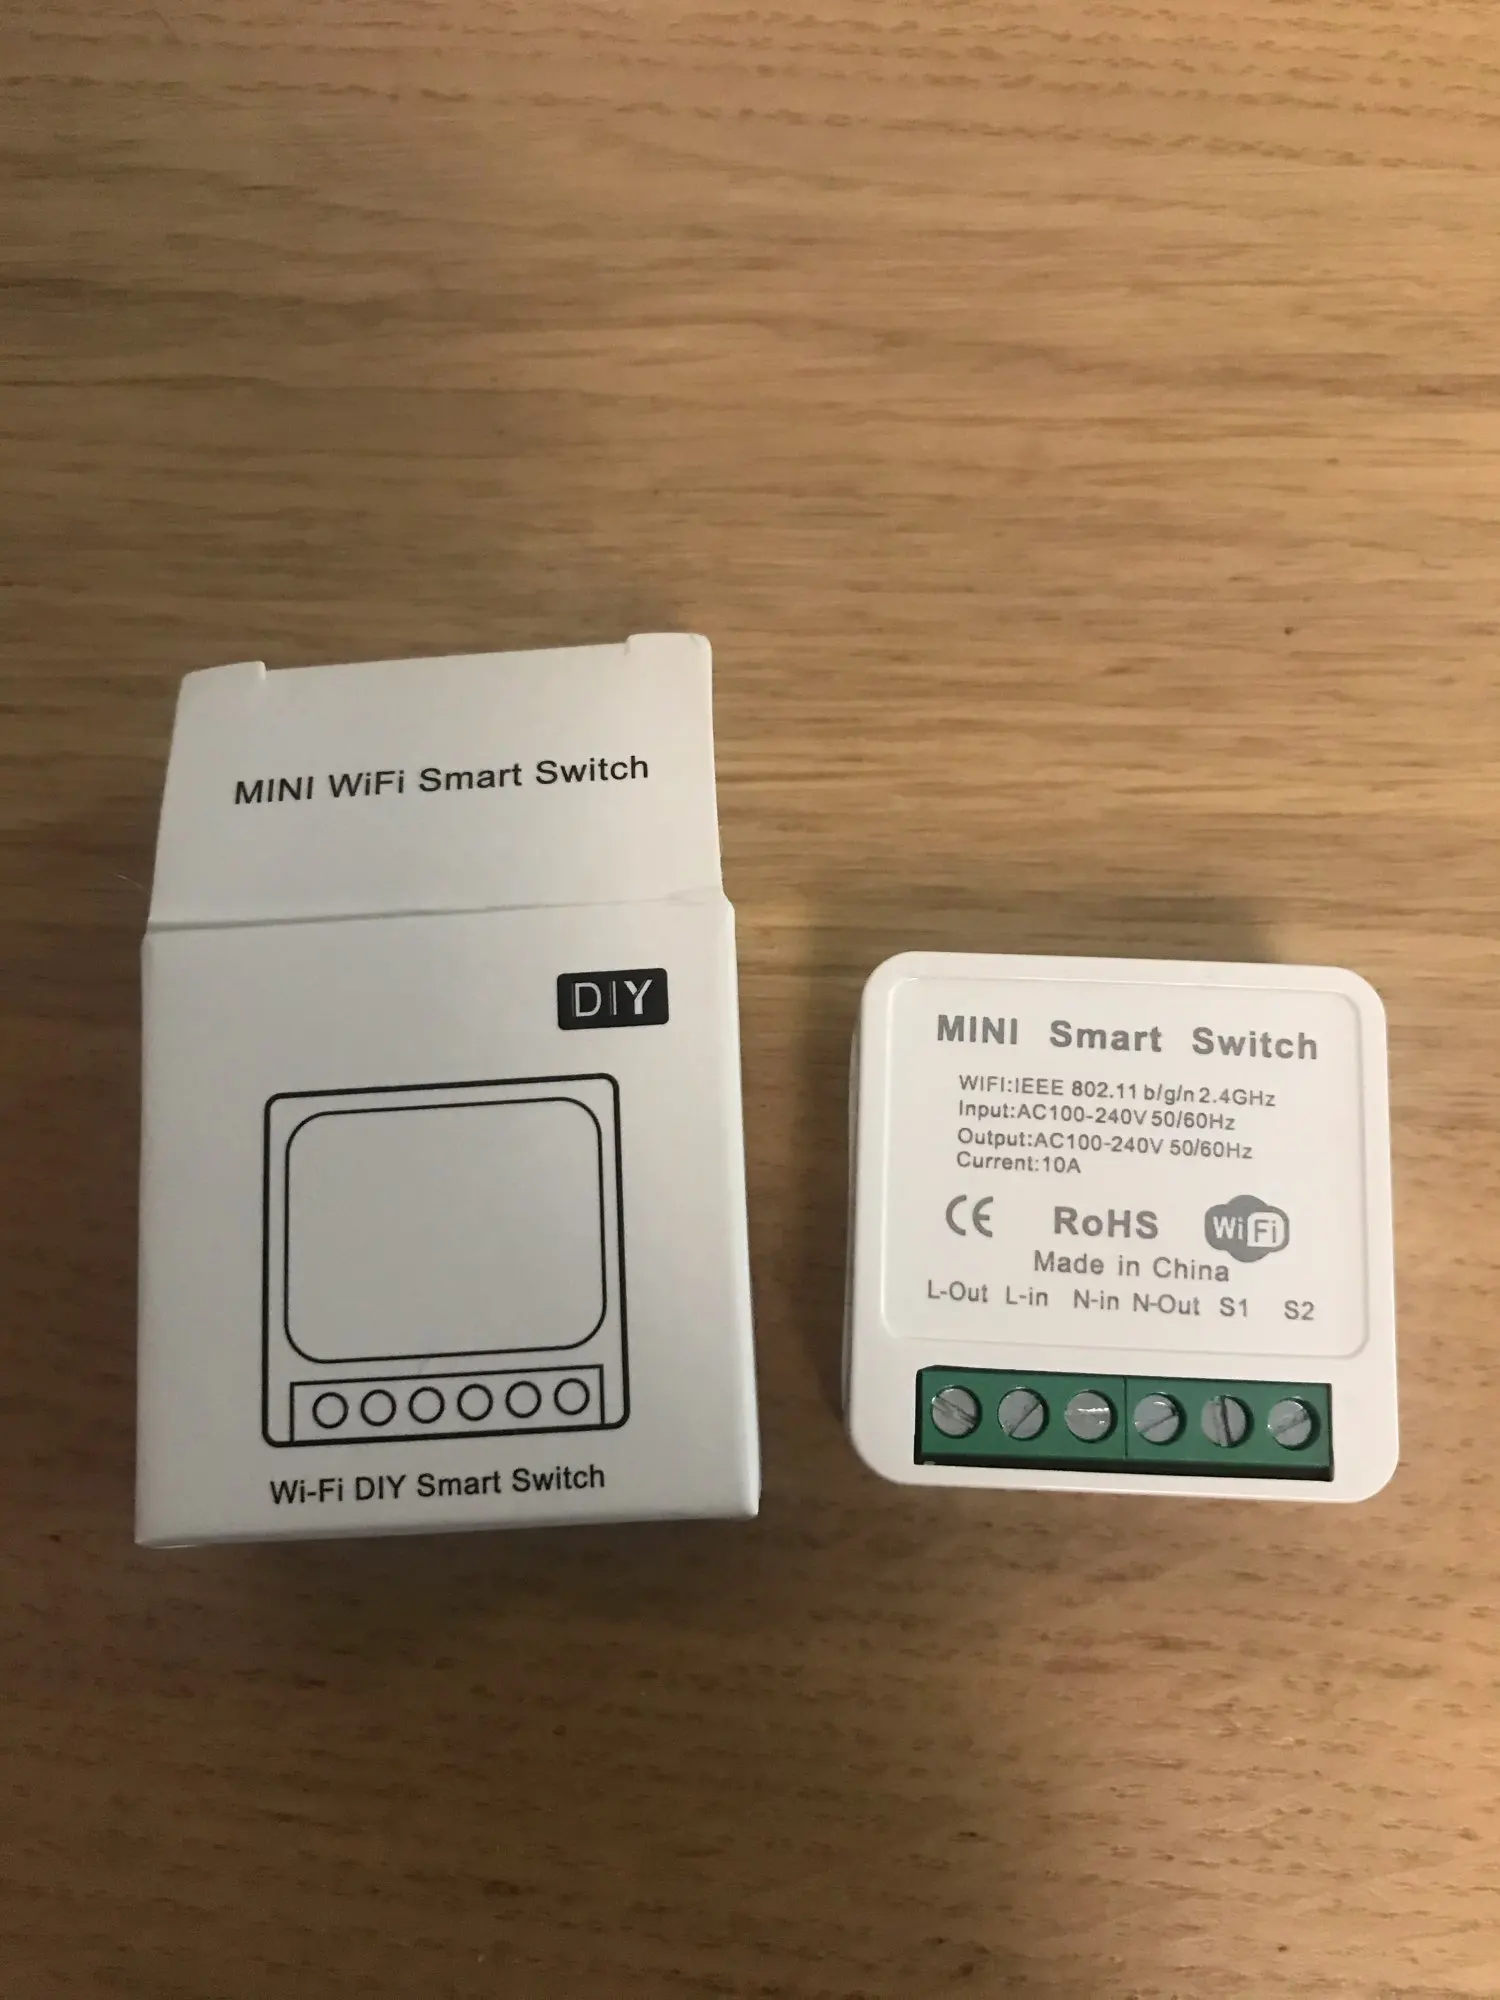 MINI WiFi Smart Switch
DIY
Wi-Fi DIY Smart Switch
MINI Smart Switch
WIFI:IEEE 802.11 b/g/n 2.4GHz
Input:AC100-240V 50/60Hz
Output:AC100-240V 50/60Hz
Current:10A
CE RoHS WiFi
Made in China
L-Out L-in N-in N-Out S1 S2